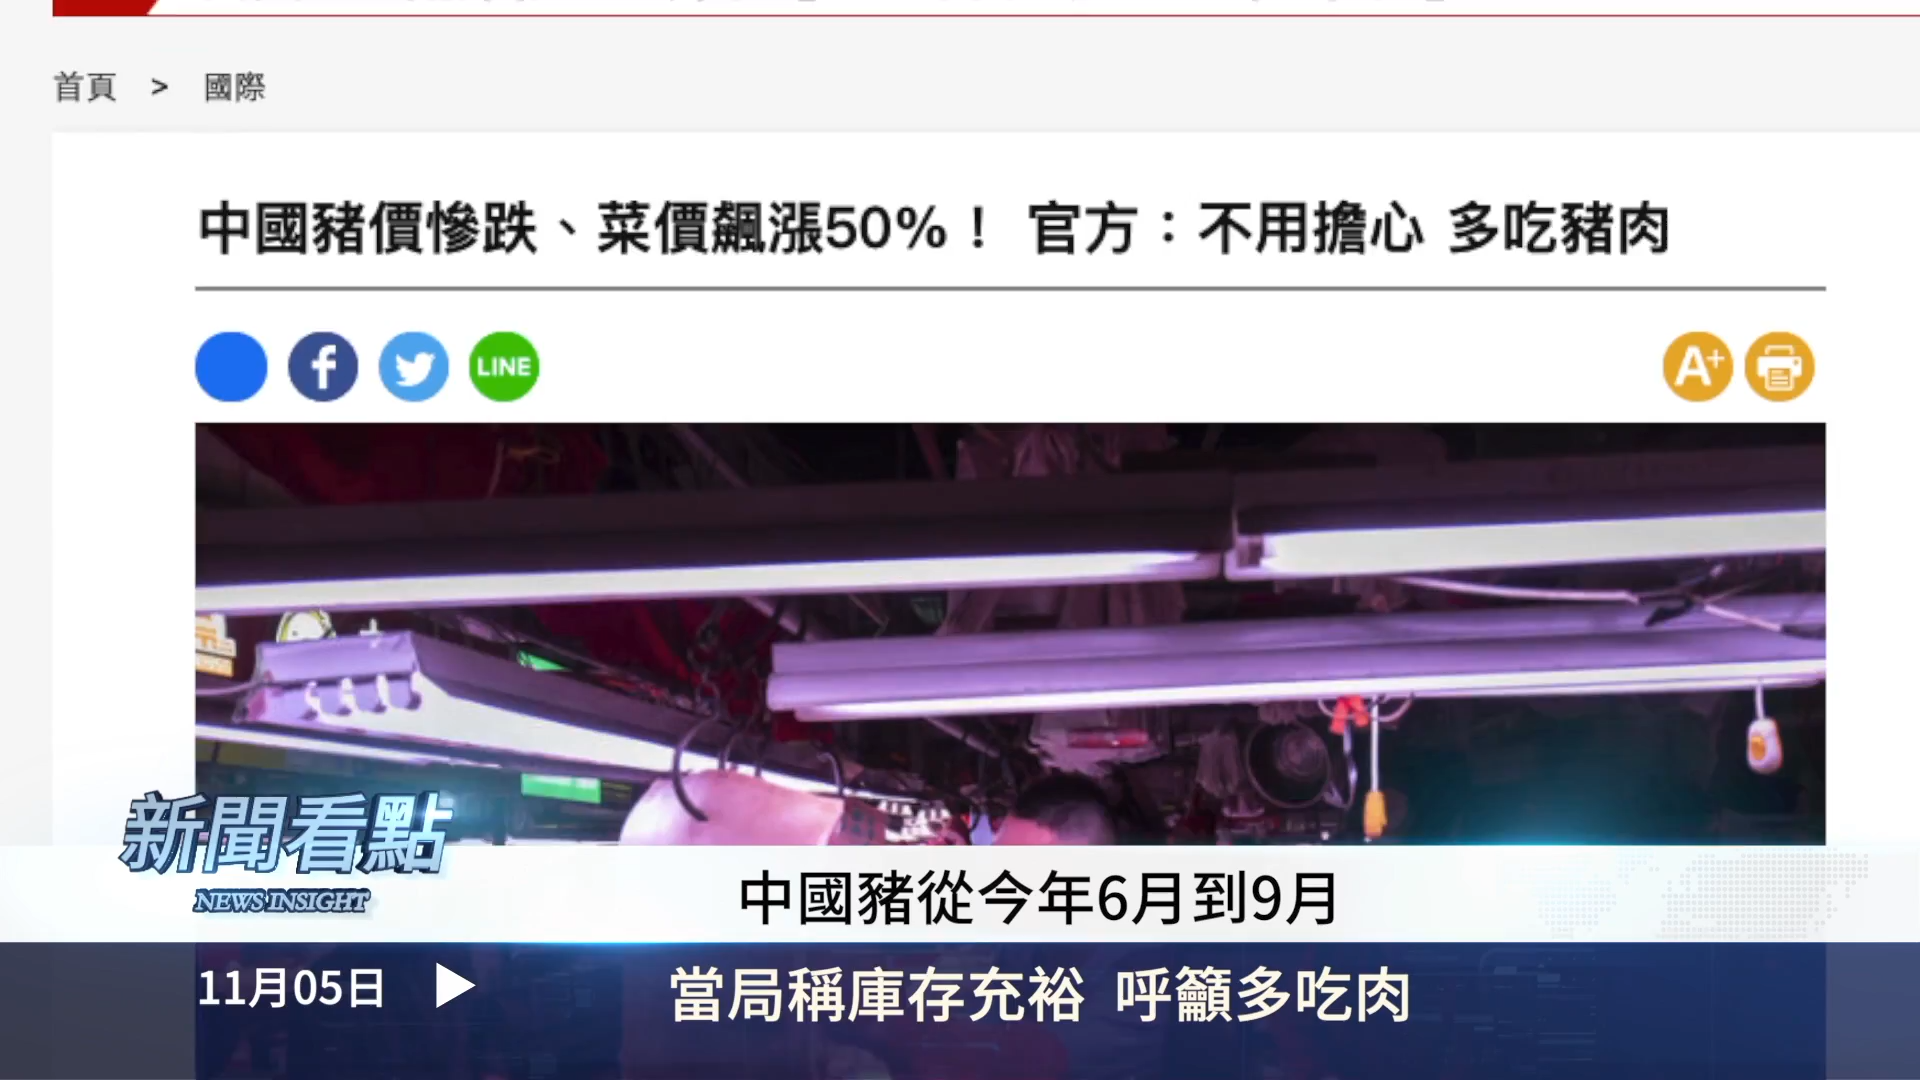 首頁 > 國際
中國豬價慘跌、菜價飆漲50%！ 官方：不用擔心 多吃豬肉
LINE
A+
新聞看點
NEWS INSIGHT
中國豬從今年6月到9月
11月05日
當局稱庫存充裕 呼籲多吃肉